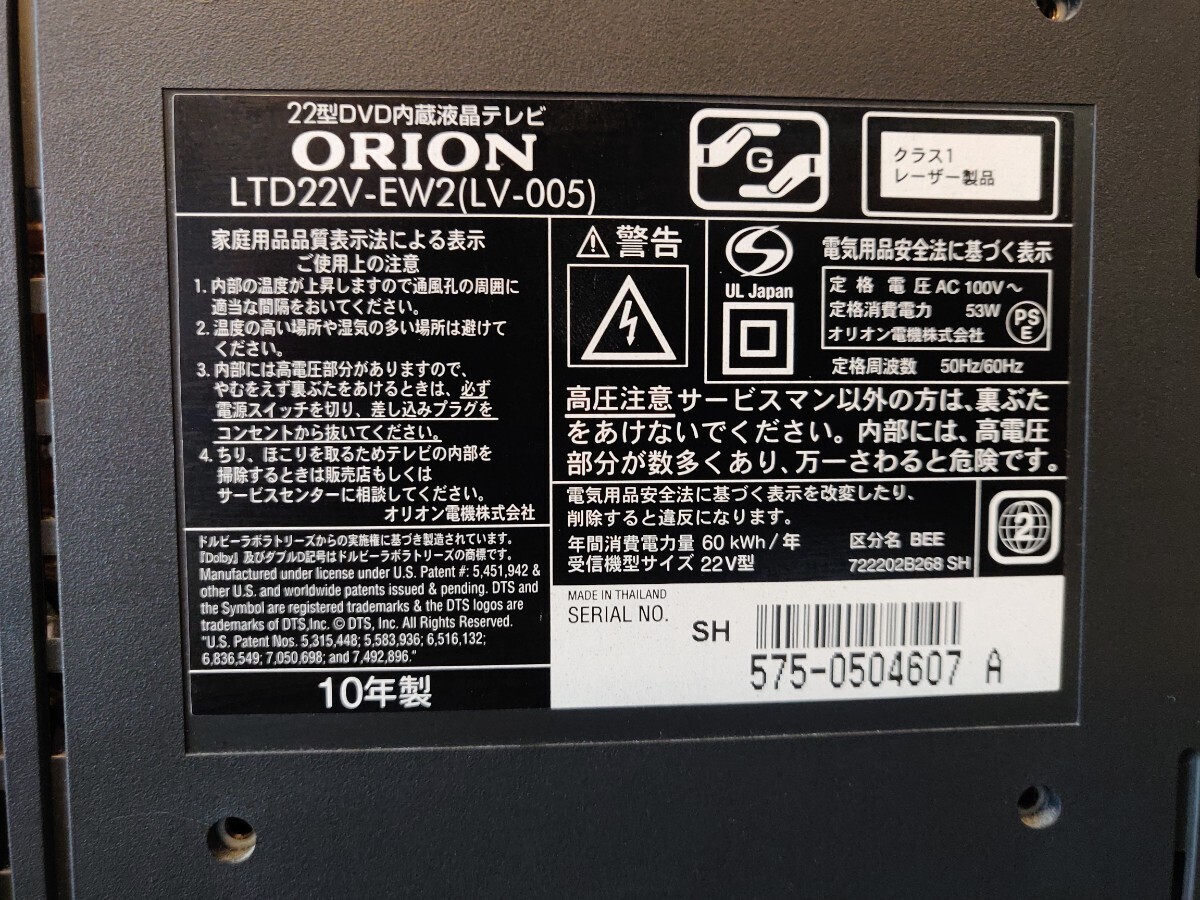 22型DVD内蔵液晶テレビ
ORION
LTD22V-EW2(LV-005)
G
クラス1
レーザー製品
家庭用品品質表示法による表示
ご使用上の注意
1. 内部の温度が上昇しますので通風孔の周囲に
適当な間隔をおいてください。
2. 温度の高い場所や湿気の多い場所は避けて
ください。
3. 内部には高電圧部分がありますので、
やむをえず裏ぶたをあけるときは、必ず
電源スイッチを切り、差し込みプラグを
コンセントから抜いてください。
4. ちり、ほこりを取るためテレビの内部を
掃除するときは販売店もしくは
サービスセンターに相談してください。
オリオン電機株式会社
ドルビーラボラトリーズからの実施権に基づき製造されています。
『Dolby』及びダブルD記号はドルビーラボラトリーズの商標です。
Manufactured under license under U.S. Patent #: 5,451,942 &
other U.S. and worldwide patents issued & pending. DTS and
the Symbol are registered trademarks & the DTS logos are
trademarks of DTS,Inc. © DTS, Inc. All Rights Reserved.
"U.S. Patent Nos. 5,315,448; 5,583,936; 6,516,132;
6,836,549; 7,050,698; and 7,492,896."
10年製
警告
UL Japan
電気用品安全法に基づく表示
定格電圧 AC 100V～
定格消費電力 53W
オリオン電機株式会社
PS
E
定格周波数 50Hz/60Hz
高圧注意 サービスマン以外の方は、裏ぶた
をあけないでください。内部には、高電圧
部分が数多くあり、万一さわると危険です。
電気用品安全法に基づく表示を改変したり、
削除すると違反になります。
年間消費電力量 60 kWh/年 区分名 BEE
受信機型サイズ 22V型 722202B268 SH
2
MADE IN THAILAND
SERIAL NO.
SH
575-0504607 A